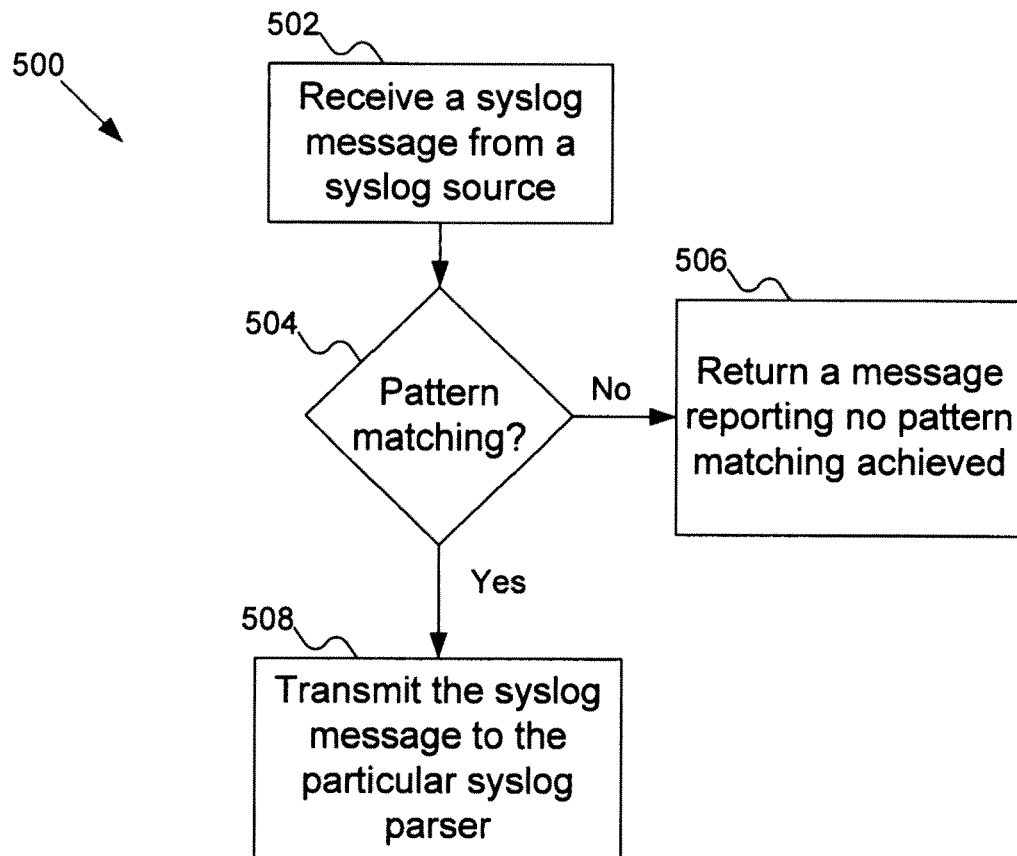 502
500
Receive a syslog
message from a
syslog source
506
504
Pattern
matching?
No
Return a message
reporting no pattern
matching achieved
Yes
508
Transmit the syslog
message to the
particular syslog
parser